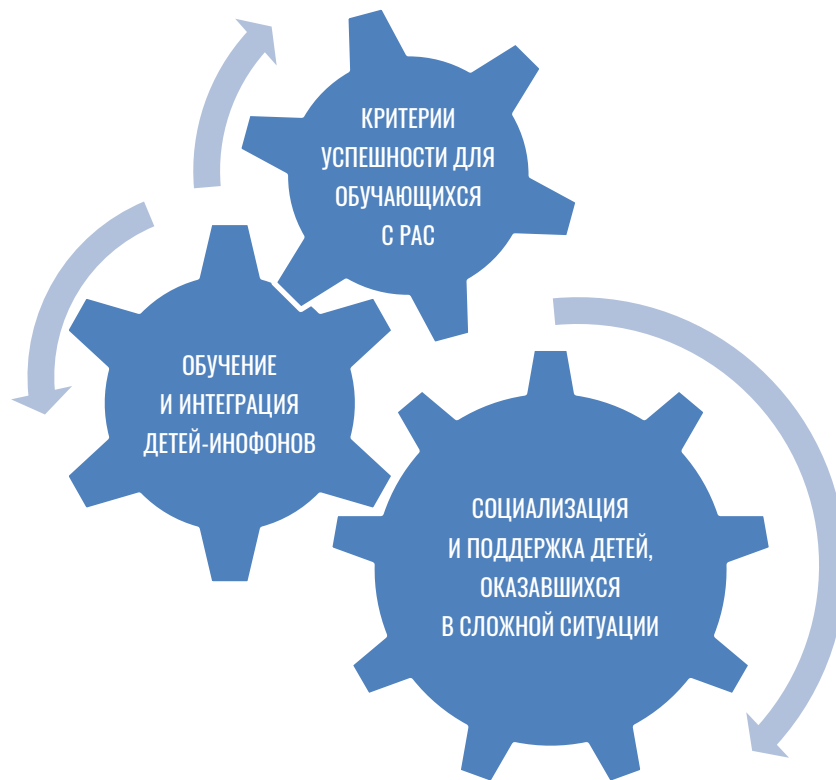 КРИТЕРИИ
УСПЕШНОСТИ ДЛЯ
ОБУЧАЮЩИХСЯ
С РАС
ОБУЧЕНИЕ
И ИНТЕГРАЦИЯ
ДЕТЕЙ-ИНОФОНОВ
СОЦИАЛИЗАЦИЯ
И ПОДДЕРЖКА ДЕТЕЙ,
ОКАЗАВШИХСЯ
В СЛОЖНОЙ СИТУАЦИИ